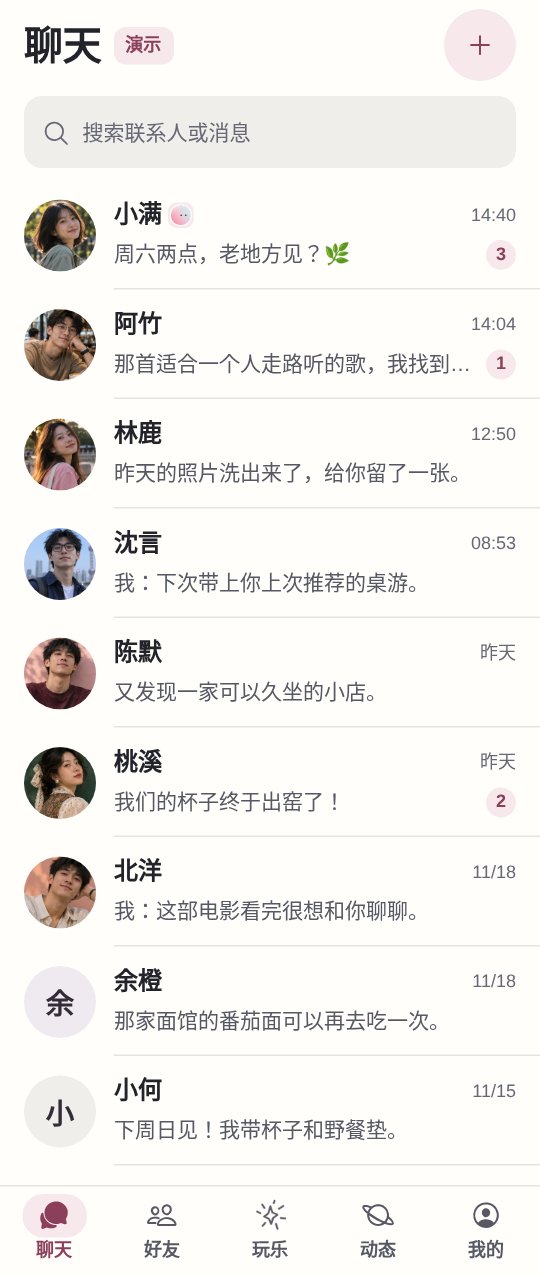 聊天 演示
搜索联系人或消息
小满 14:40
周六两点，老地方见？🌿 3
阿竹 14:04
那首适合一个人走路听的歌，我找到… 1
林鹿 12:50
昨天的照片洗出来了，给你留了一张。
沈言 08:53
我：下次带上你上次推荐的桌游。
陈默 昨天
又发现一家可以久坐的小店。
桃溪 昨天
我们的杯子终于出窑了！ 2
北洋 11/18
我：这部电影看完很想和你聊聊。
余 余橙 11/18
那家面馆的番茄面可以再去吃一次。
小 小何 11/15
下周日见！我带杯子和野餐垫。
聊天 好友 玩乐 动态 我的